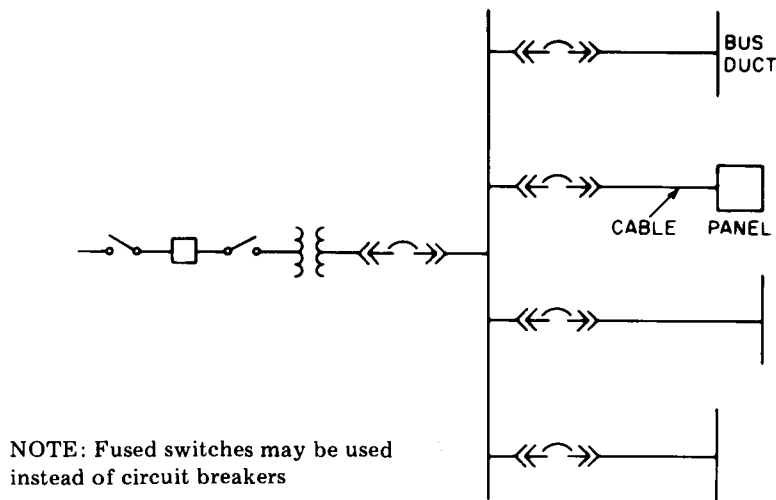 BUS
DUCT
CABLE
PANEL
NOTE: Fused switches may be used
instead of circuit breakers